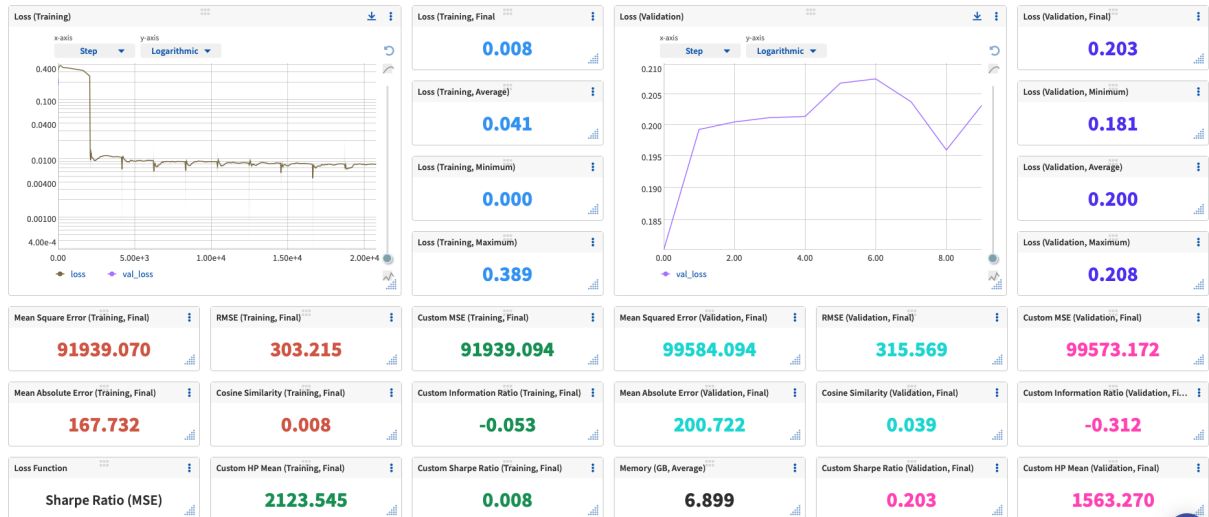 Loss (Training)
x-axis
y-axis
Step
Logarithmic
0.400
0.100
0.0400
0.0100
0.00400
0.00100
4.00e-4
0.00
5.00e+3
1.00e+4
1.50e+4
2.00e+4
loss
val_loss
Loss (Training, Final
0.008
Loss (Training, Average)
0.041
Loss (Training, Minimum)
0.000
Loss (Training, Maximum)
0.389
Loss (Validation)
x-axis
y-axis
Step
Logarithmic
0.210
0.205
0.200
0.195
0.190
0.185
0.00
2.00
4.00
6.00
8.00
val_loss
Loss (Validation, Final)
0.203
Loss (Validation, Minimum)
0.181
Loss (Validation, Average)
0.200
Loss (Validation, Maximum)
0.208
Mean Square Error (Training, Final)
91939.070
RMSE (Training, Final)
303.215
Custom MSE (Training, Final)
91939.094
Mean Squared Error (Validation, Final)
99584.094
RMSE (Validation, Final)
315.569
Custom MSE (Validation, Final)
99573.172
Mean Absolute Error (Training, Final)
167.732
Cosine Similarity (Training, Final)
0.008
Custom Information Ratio (Training, Final)
-0.053
Mean Absolute Error (Validation, Final)
200.722
Cosine Similarity (Validation, Final)
0.039
Custom Information Ratio (Validation, Fi...
-0.312
Loss Function
Sharpe Ratio (MSE)
Custom HP Mean (Training, Final)
2123.545
Custom Sharpe Ratio (Training, Final)
0.008
Memory (GB, Average)
6.899
Custom Sharpe Ratio (Validation, Final)
0.203
Custom HP Mean (Validation, Final)
1563.270